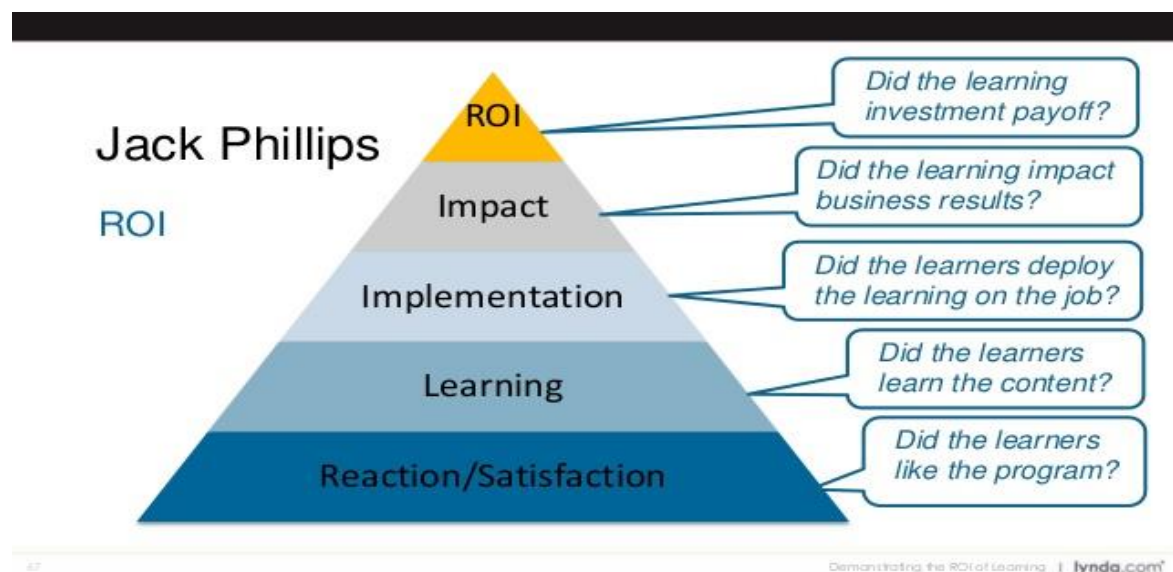 Jack Phillips
ROI
ROI
Impact
Implementation
Learning
Reaction/Satisfaction
Did the learning
investment payoff?
Did the learning impact
business results?
Did the learners deploy
the learning on the job?
Did the learners
learn the content?
Did the learners
like the program?
67
Demonstrating the ROI of Learning | lynda.com